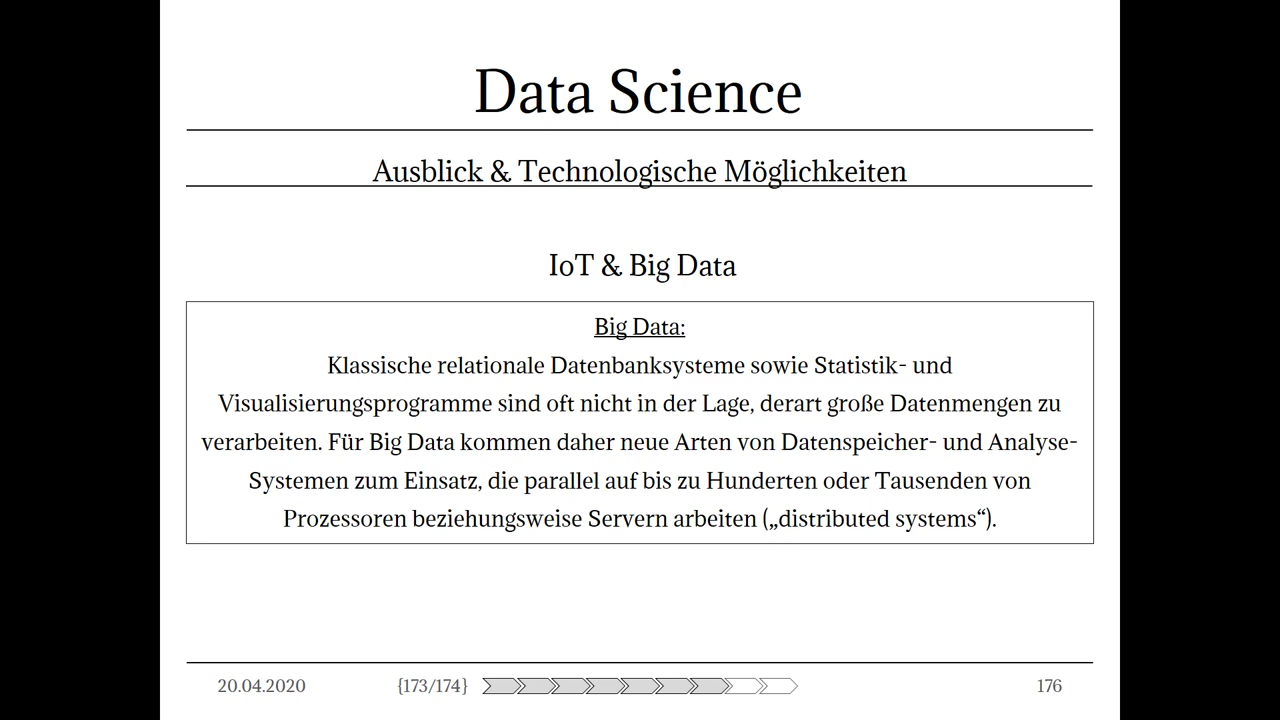 Data Science
Ausblick & Technologische Möglichkeiten
IoT & Big Data
Big Data:
Klassische relationale Datenbanksysteme sowie Statistik- und
Visualisierungsprogramme sind oft nicht in der Lage, derart große Datenmengen zu
verarbeiten. Für Big Data kommen daher neue Arten von Datenspeicher- und Analyse-
Systemen zum Einsatz, die parallel auf bis zu Hunderten oder Tausenden von
Prozessoren beziehungsweise Servern arbeiten („distributed systems“).
20.04.2020 {173/174} 176